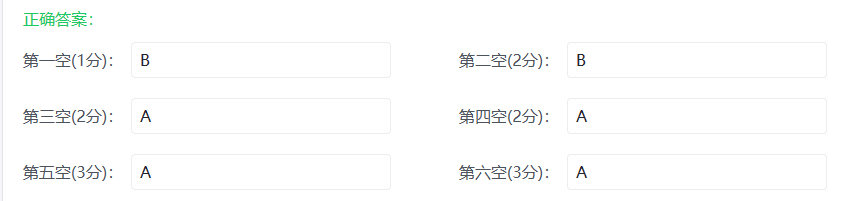 正确答案:
第一空(1分): B 第二空(2分): B
第三空(2分): A 第四空(2分): A
第五空(3分): A 第六空(3分): A